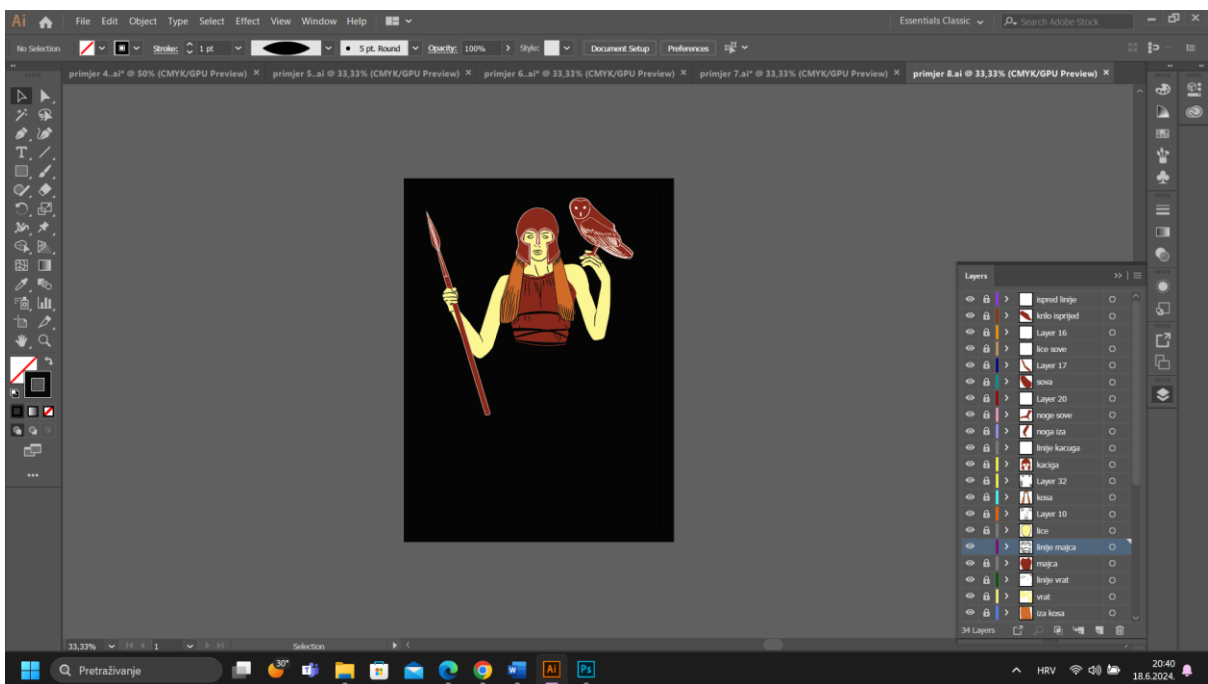 Ai File Edit Object Type Select Effect View Window Help Essentials Classic Search Adobe Stock
No Selection Stroke: 1 pt 5 pt. Round Opacity: 100% Style: Document Setup Preferences
primjer 4..ai* @ 50% (CMYK/GPU Preview) × primjer 5..ai @ 33,33% (CMYK/GPU Preview) × primjer 6..ai* @ 33,33% (CMYK/GPU Preview) × primjer 7.ai* @ 33,33% (CMYK/GPU Preview) × primjer 8.ai @ 33,33% (CMYK/GPU Preview) ×
Layers
ispred linije
krilo isprijed
Layer 16
lice sove
Layer 17
sova
Layer 20
noge sove
noga iza
linije kacuga
kaciga
Layer 32
kosa
Layer 10
lice
linije majca
majca
linije vrat
vrat
iza kosa
34 Layers
33,33% 1 Selection
Pretraživanje 30° Ai Ps HRV 20:40
18.6.2024.